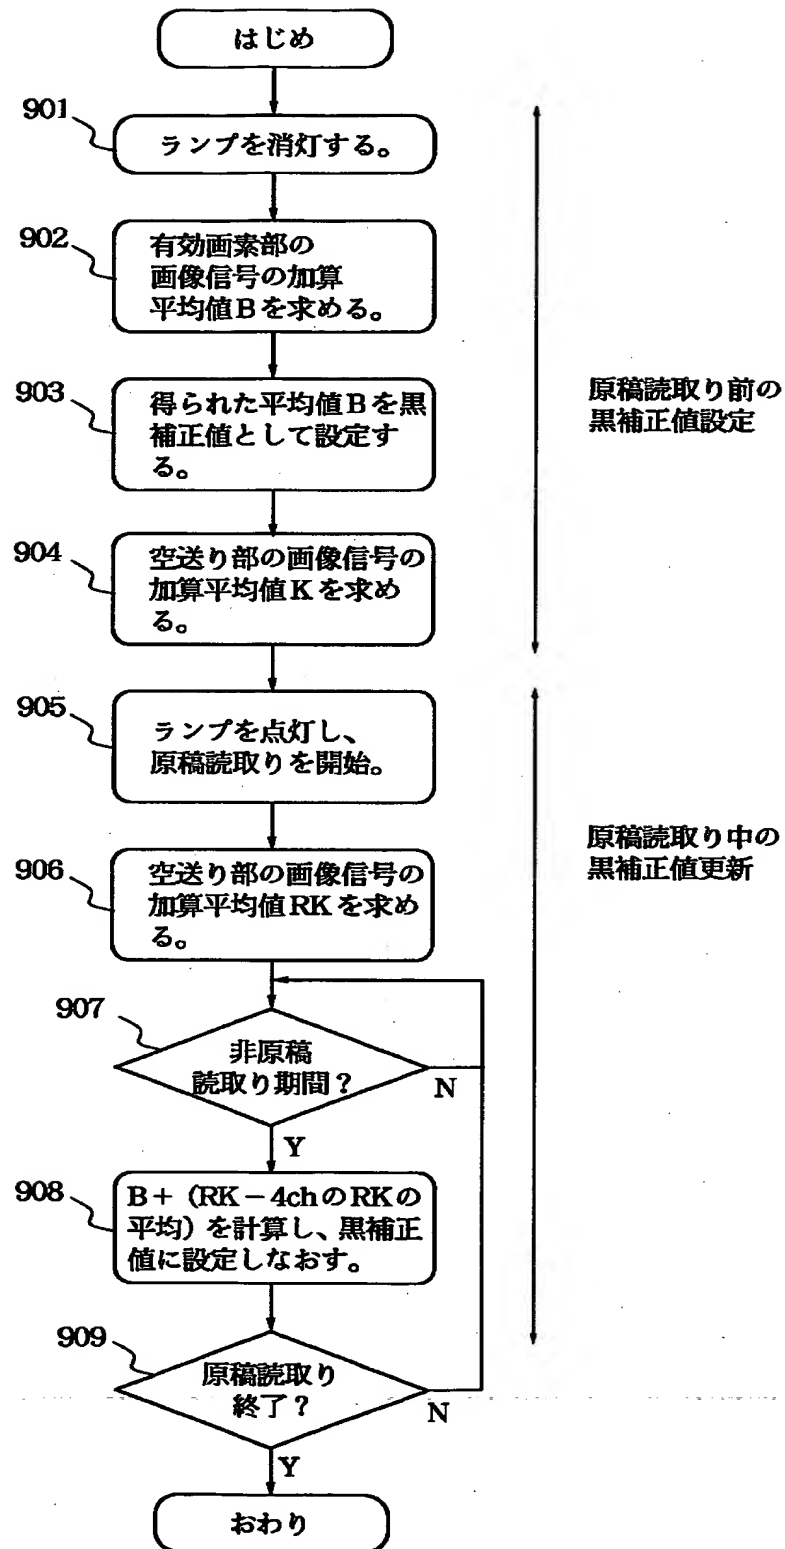 はじめ
901
ランプを消灯する。
902
有効画素部の
画像信号の加算
平均値Bを求める。
903
得られた平均値Bを黒
補正値として設定す
る。
原稿読取り前の
黒補正値設定
904
空送り部の画像信号の
加算平均値Kを求め
る。
905
ランプを点灯し、
原稿読取りを開始。
906
空送り部の画像信号の
加算平均値RKを求め
る。
原稿読取り中の
黒補正値更新
907
非原稿
読取り期間？
N
Y
908
B＋（RK－4chのRKの
平均）を計算し、黒補正
値に設定しなおす。
909
原稿読取り
終了？
N
Y
おわり